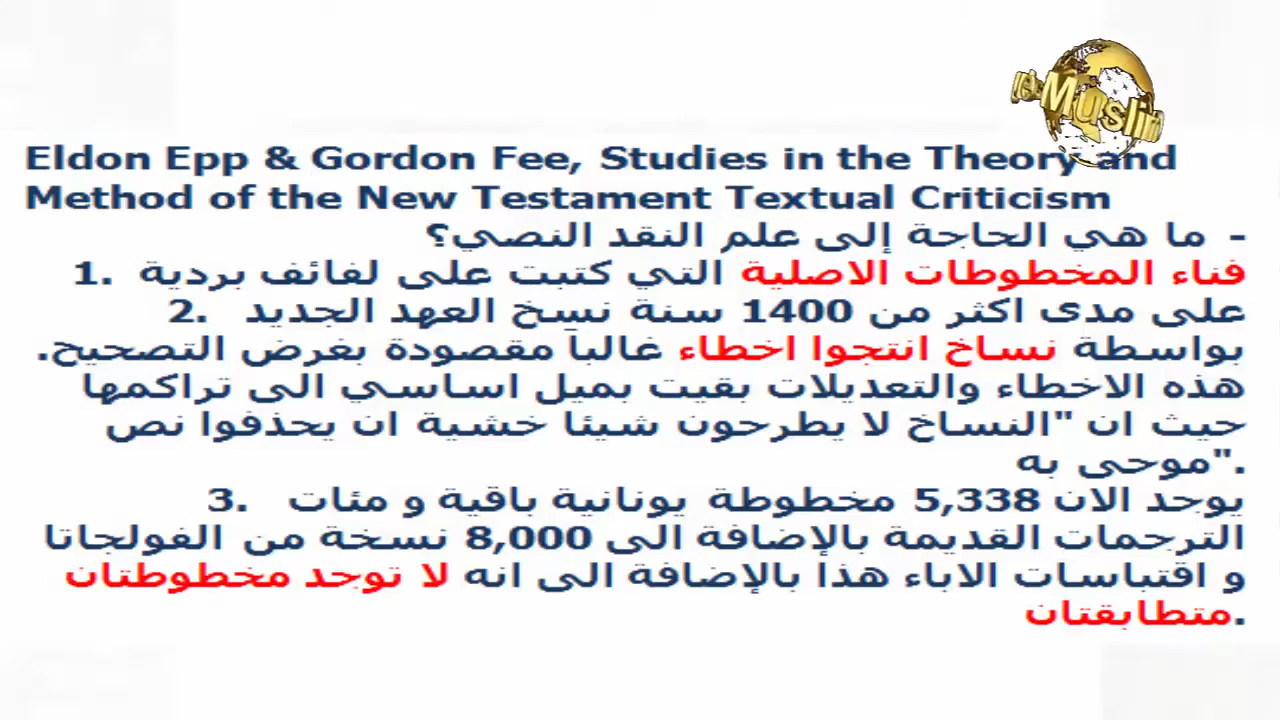 Muslim
Eldon Epp & Gordon Fee, Studies in the Theory and
Method of the New Testament Textual Criticism
- ما هي الحاجة إلى علم النقد النصي؟
1. فناء المخطوطات الاصلية التي كتبت على لفائف بردية
2. على مدى اكثر من 1400 سنة نسخ العهد الجديد
بواسطة نساخ انتجوا اخطاء غالباً مقصودة بغرض التصحيح.
هذه الاخطاء والتعديلات بقيت بميل اساسي الى تراكمها
حيث ان "النساخ لا يطرحون شيئا خشية ان يحذفوا نص
موحى به".
3. يوجد الان 5,338 مخطوطة يونانية باقية و مئات
الترجمات القديمة بالإضافة الى 8,000 نسخة من الفولجاتا
و اقتباسات الاباء هذا بالإضافة الى انه لا توجد مخطوطتان
متطابقتان.